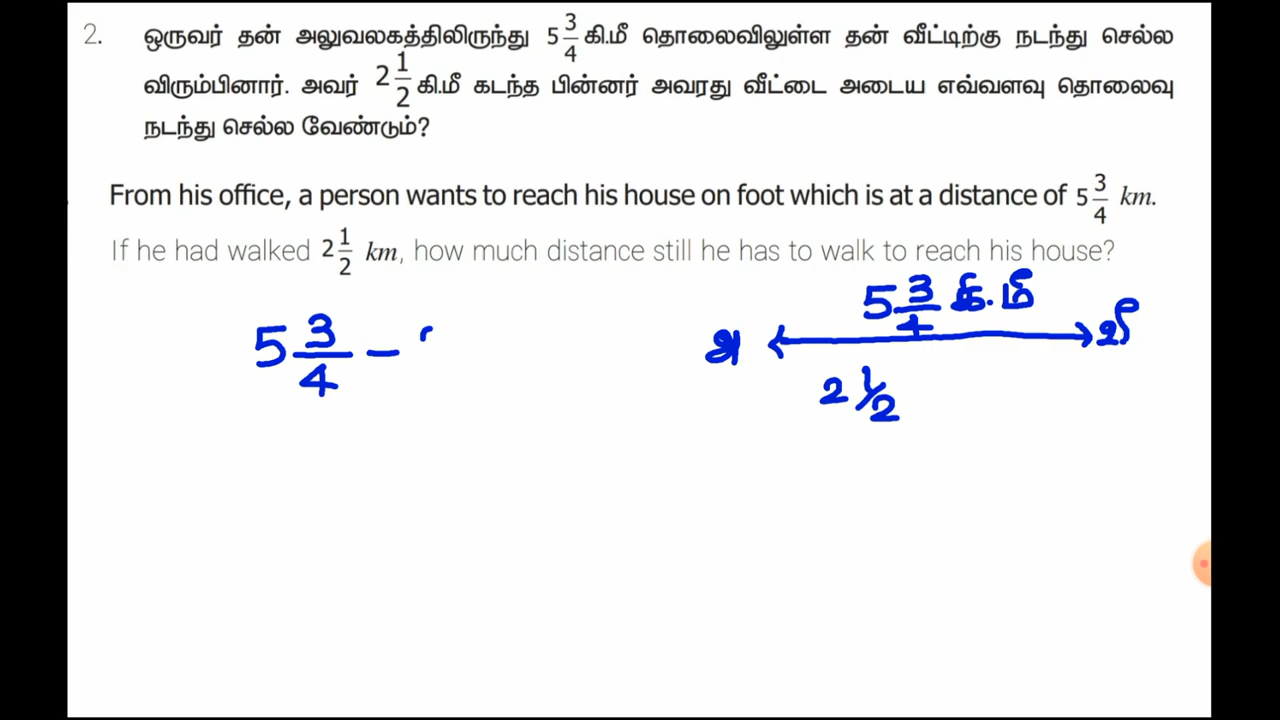 2. ஒருவர் தன் அலுவலகத்திலிருந்து 5 3/4 கி.மீ தொலைவிலுள்ள தன் வீட்டிற்கு நடந்து செல்ல
விரும்பினார். அவர் 2 1/2 கி.மீ கடந்த பின்னர் அவரது வீட்டை அடைய எவ்வளவு தொலைவு
நடந்து செல்ல வேண்டும்?
From his office, a person wants to reach his house on foot which is at a distance of 5 3/4 km.
If he had walked 2 1/2 km, how much distance still he has to walk to reach his house?
5 3/4 கி.மீ
அ வீ
5 3/4 –
2 1/2